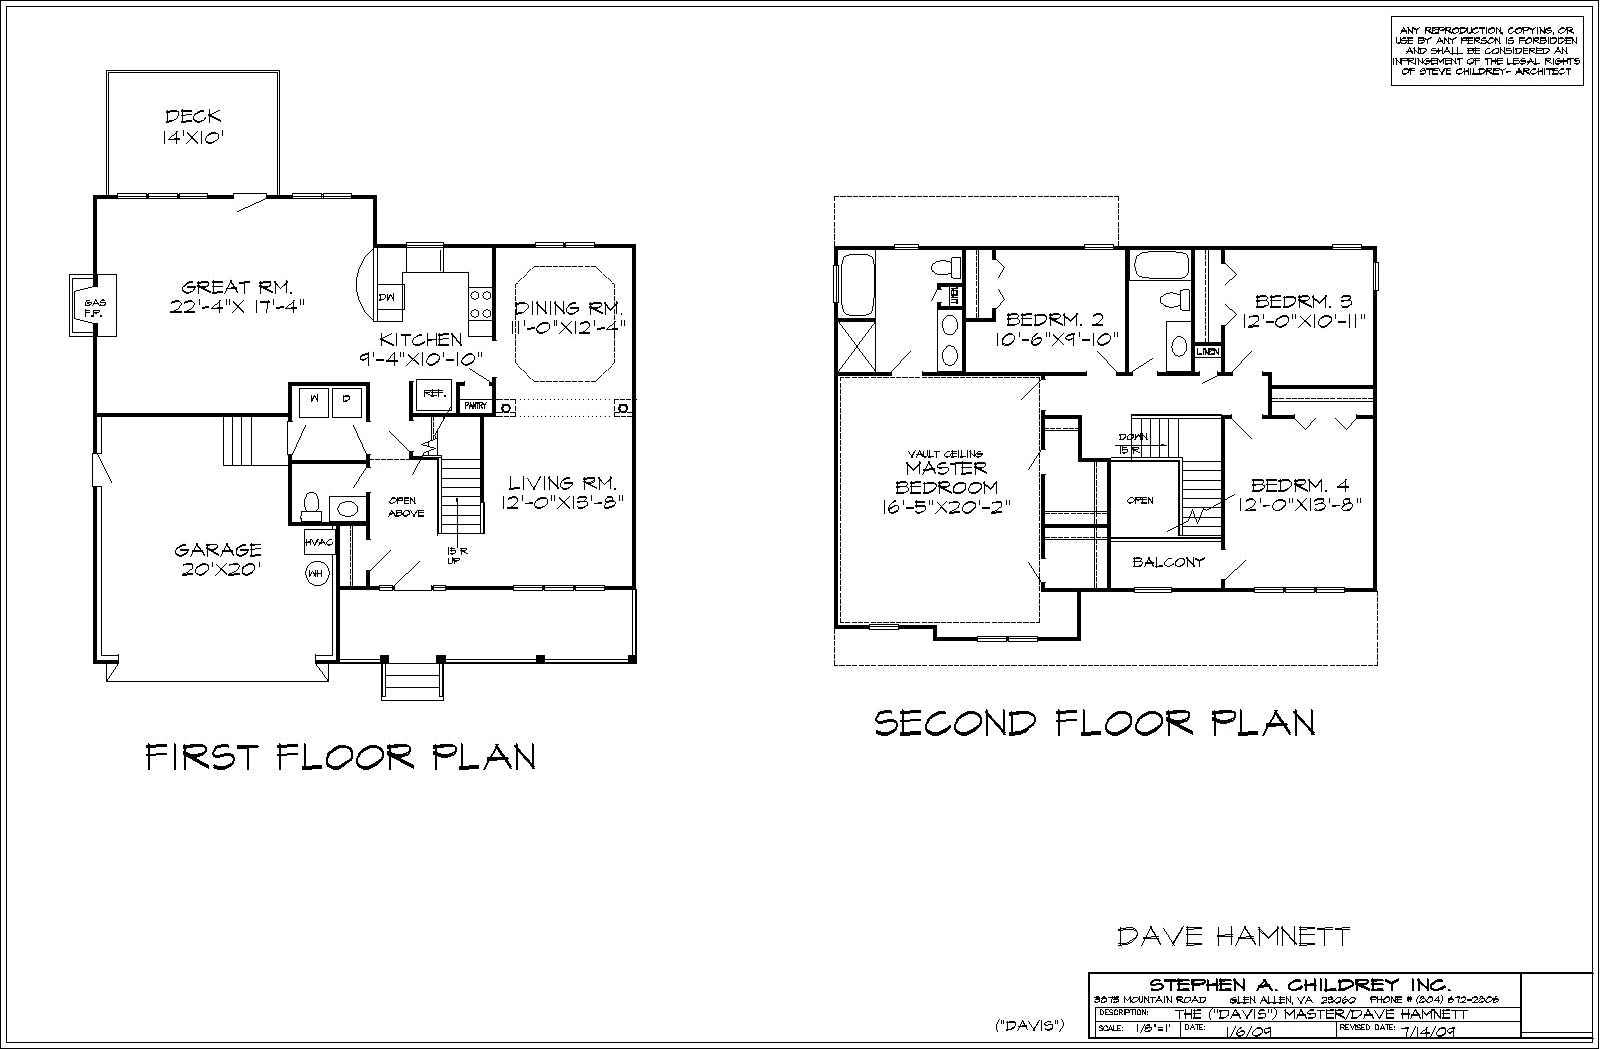 ANY REPRODUCTION, COPYING, OR
USE BY ANY PERSON IS FORBIDDEN
AND SHALL BE CONSIDERED AN
INFRINGEMENT OF THE LEGAL RIGHTS
OF STEVE CHILDREY- ARCHITECT
DECK
14'X10'
GREAT RM.
22'-4"X 17'-4"
GAS
F.P.
DW
KITCHEN
9'-4"X10'-10"
DINING RM.
11'-0"X12'-4"
W
D
REF.
PANTRY
LIVING RM.
12'-0"X13'-8"
OPEN
ABOVE
GARAGE
20'X20'
HVAC
WH
15 R
UP
FIRST FLOOR PLAN
LINEN
BEDRM. 2
10'-6"X9'-10"
LINEN
BEDRM. 3
12'-0"X10'-11"
VAULT CEILING
MASTER
BEDROOM
16'-5"X20'-2"
DOWN
15 R
OPEN
BEDRM. 4
12'-0"X13'-8"
BALCONY
SECOND FLOOR PLAN
DAVE HAMNETT
("DAVIS")
STEPHEN A. CHILDREY INC.
3873 MOUNTAIN ROAD GLEN ALLEN, VA 23060 PHONE # (804) 672-2806
DESCRIPTION: THE ("DAVIS") MASTER/DAVE HAMNETT
SCALE: 1/8"=1' DATE: 1/6/09 REVISED DATE: 7/14/09